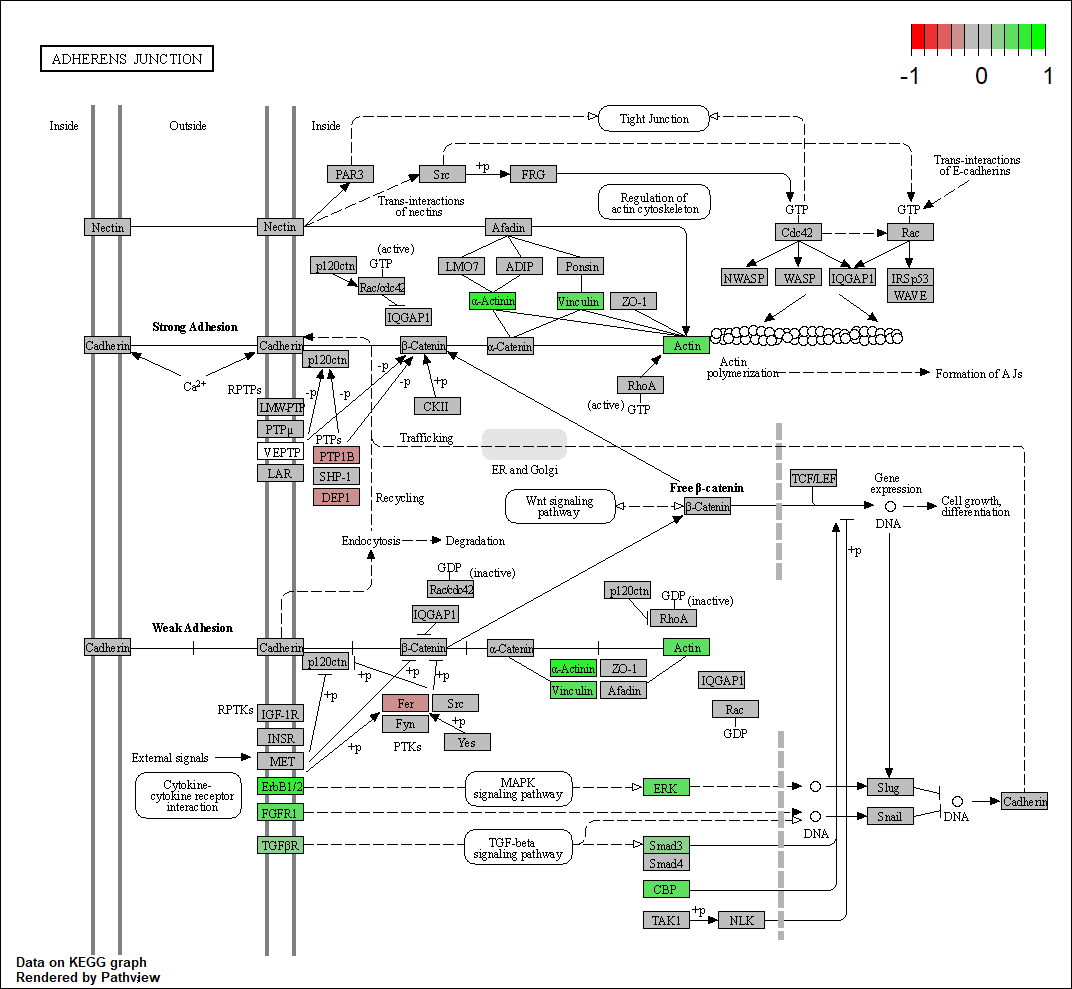 ADHERENS JUNCTION
-1 0 1
Inside
Outside
Inside
Tight Junction
PAR3
Src
+p
FRG
Trans-interactions
of E-cadherins
Trans-interactions
of nectins
Regulation of
actin cytoskeleton
GTP
GTP
Nectin
Nectin
Afadin
Cdc42
Rac
p120ctn
(active)
GTP
Rac/cdc42
IQGAP1
LMO7
ADIP
Ponsin
NWASP
WASP
IQGAP1
IRSp53
WAVE
α-Actinin
Vinculin
ZO-1
Strong Adhesion
Cadherin
Cadherin
p120ctn
β-Catenin
α-Catenin
Actin
Actin
polymerization
Formation of AJs
Ca2+
RPTPs
-p
-p
-p
-p
+p
CKII
RhoA
(active)
GTP
LMW-PTP
PTPμ
VEPTP
LAR
PTPs
PTP1B
SHP-1
DEP1
Trafficking
ER and Golgi
Recycling
Free β-catenin
Wnt signaling
pathway
β-Catenin
TCF/LEF
Gene
expression
DNA
Cell growth,
differentiation
+p
Endocytosis
Degradation
GDP
(inactive)
Rac/cdc42
IQGAP1
p120ctn
GDP
(inactive)
RhoA
Weak Adhesion
Cadherin
Cadherin
p120ctn
β-Catenin
α-Catenin
Actin
+p
+p
+p
+p
α-Actinin
ZO-1
Vinculin
Afadin
IQGAP1
Rac
GDP
RPTKs
IGF-1R
INSR
MET
Fer
Src
Fyn
+p
Yes
PTKs
+p
External signals
Cytokine-
cytokine receptor
interaction
ErbB1/2
FGFR1
TGFβR
MAPK
signaling pathway
ERK
TGF-beta
signaling pathway
Smad3
Smad4
CBP
TAK1
+p
NLK
DNA
Slug
Snail
DNA
Cadherin
Data on KEGG graph
Rendered by Pathview